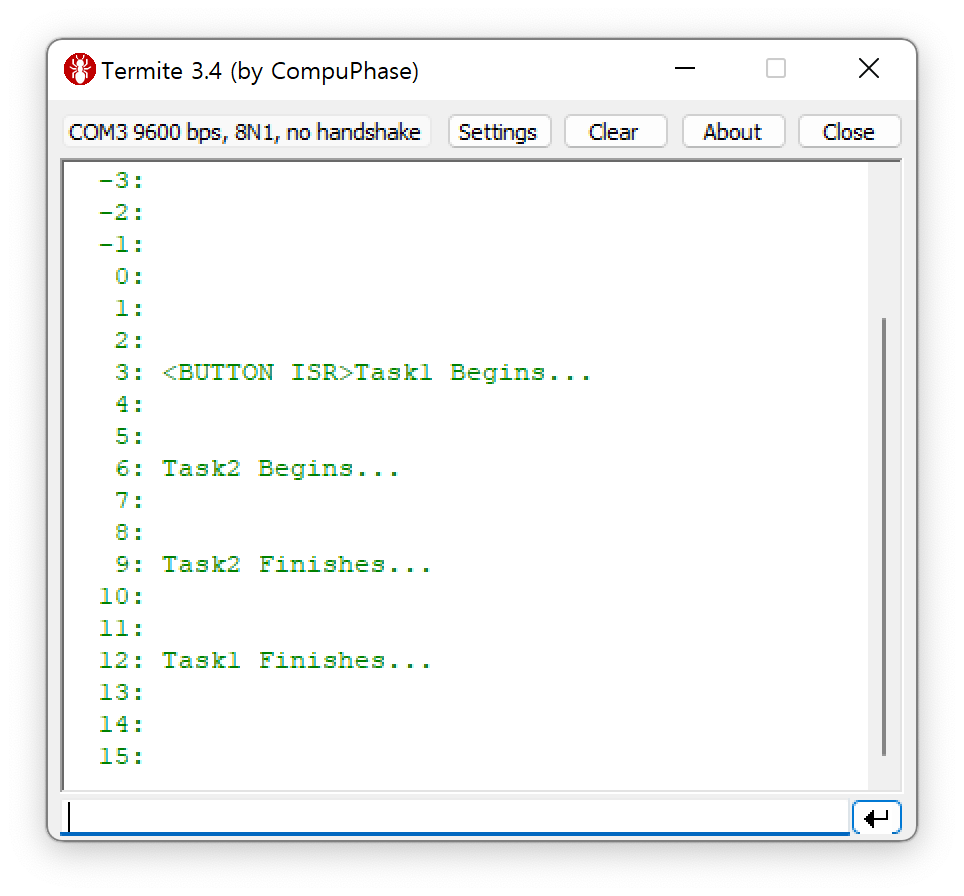 Termite 3.4 (by CompuPhase)
COM3 9600 bps, 8N1, no handshake Settings Clear About Close
-3:
-2:
-1:
0:
1:
2:
3: <BUTTON ISR>Task1 Begins...
4:
5:
6: Task2 Begins...
7:
8:
9: Task2 Finishes...
10:
11:
12: Task1 Finishes...
13:
14:
15: